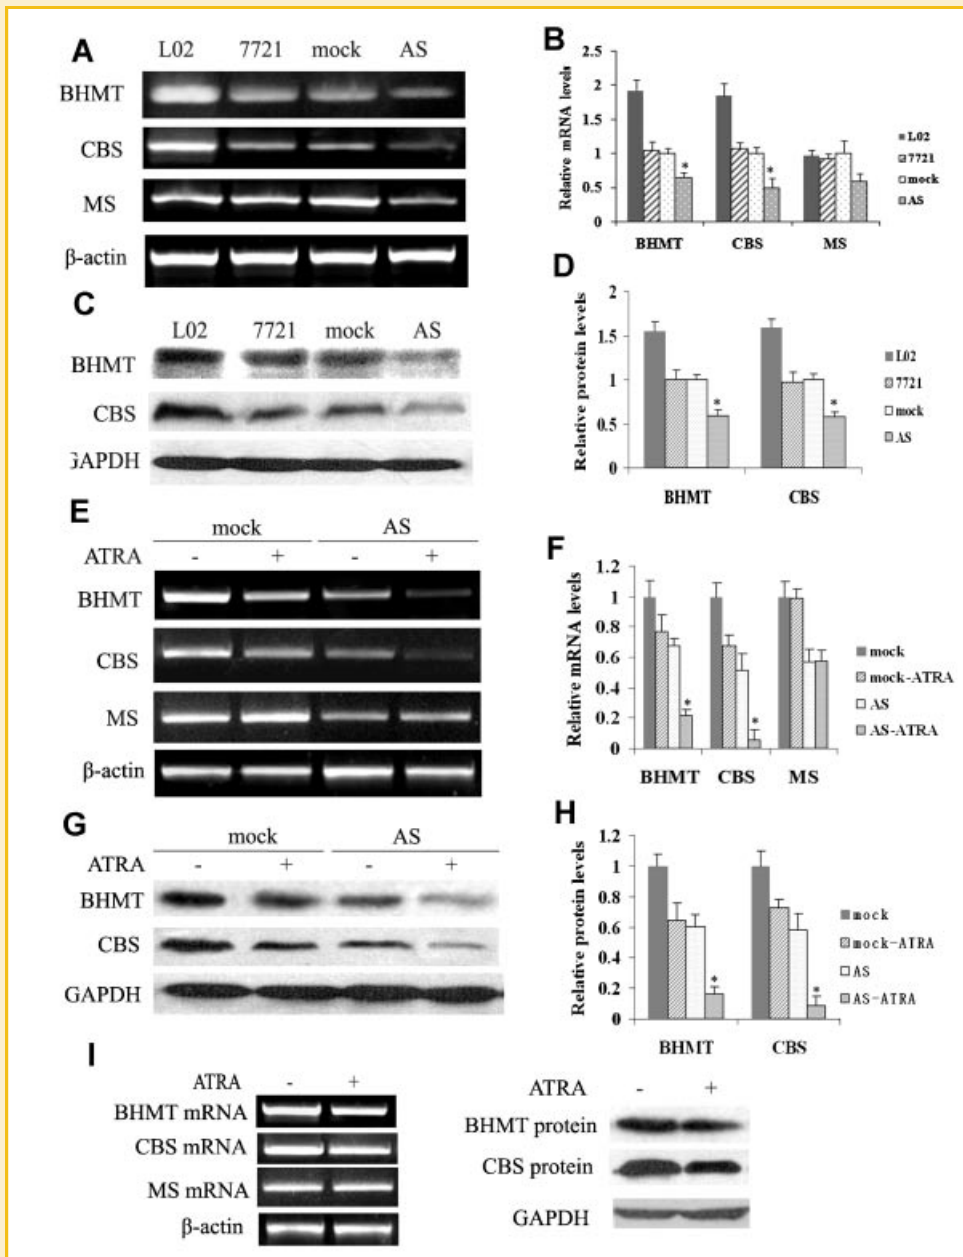 A
L02 7721 mock AS
BHMT
CBS
MS
β-actin
B
Relative mRNA levels
2.5
2
1.5
1
0.5
0
BHMT CBS MS
L02
7721
mock
AS
* *
C
L02 7721 mock AS
BHMT
CBS
GAPDH
D
Relative protein levels
2
1.5
1
0.5
0
BHMT CBS
L02
7721
mock
AS
* *
E
mock AS
ATRA - + - +
BHMT
CBS
MS
β-actin
F
Relative mRNA levels
1.2
1
0.8
0.6
0.4
0.2
0
BHMT CBS MS
mock
mock-ATRA
AS
AS-ATRA
* *
G
mock AS
ATRA - + - +
BHMT
CBS
GAPDH
H
Relative protein levels
1.2
1
0.8
0.6
0.4
0.2
0
BHMT CBS
mock
mock-ATRA
AS
AS-ATRA
* *
I
ATRA - +
BHMT mRNA
CBS mRNA
MS mRNA
β-actin
ATRA
- +
BHMT protein
CBS protein
GAPDH